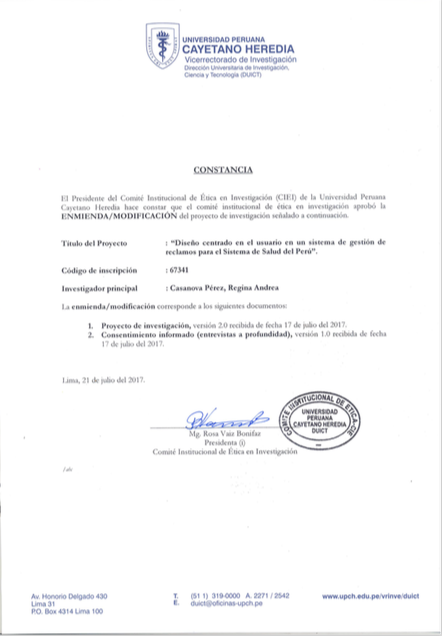 UNIVERSIDAD PERUANA
CAYETANO HEREDIA
Vicerrectorado de Investigación
Dirección Universitaria de Investigación,
Ciencia y Tecnología (DUICT)
CONSTANCIA
El Presidente del Comité Institucional de Ética en Investigación (CIEI) de la Universidad Peruana
Cayetano Heredia hace constar que el comité institucional de ética en investigación aprobó la
ENMIENDA/MODIFICACIÓN del proyecto de investigación señalado a continuación.
Título del Proyecto : "Diseño centrado en el usuario en un sistema de gestión de
reclamos para el Sistema de Salud del Perú".
Código de inscripción : 67341
Investigador principal : Casanova Pérez, Regina Andrea
La enmienda/modificación corresponde a los siguientes documentos:
1. Proyecto de investigación, versión 2.0 recibida de fecha 17 de julio del 2017.
2. Consentimiento informado (entrevistas a profundidad), versión 1.0 recibida de fecha
17 de julio del 2017.
Lima, 21 de julio del 2017.
Mg. Rosa Vaiz Bonifaz
Presidenta (i)
Comité Institucional de Ética en Investigación
COMITÉ INSTITUCIONAL DE ETICA-CIE
UNIVERSIDAD
PERUANA
CAYETANO HEREDIA
DUICT
Av. Honorio Delgado 430
Lima 31
P.O. Box 4314 Lima 100
T. (51 1) 319-0000 A. 2271 / 2542
E. duict@oficinas-upch.pe
www.upch.edu.pe/vrinve/duict